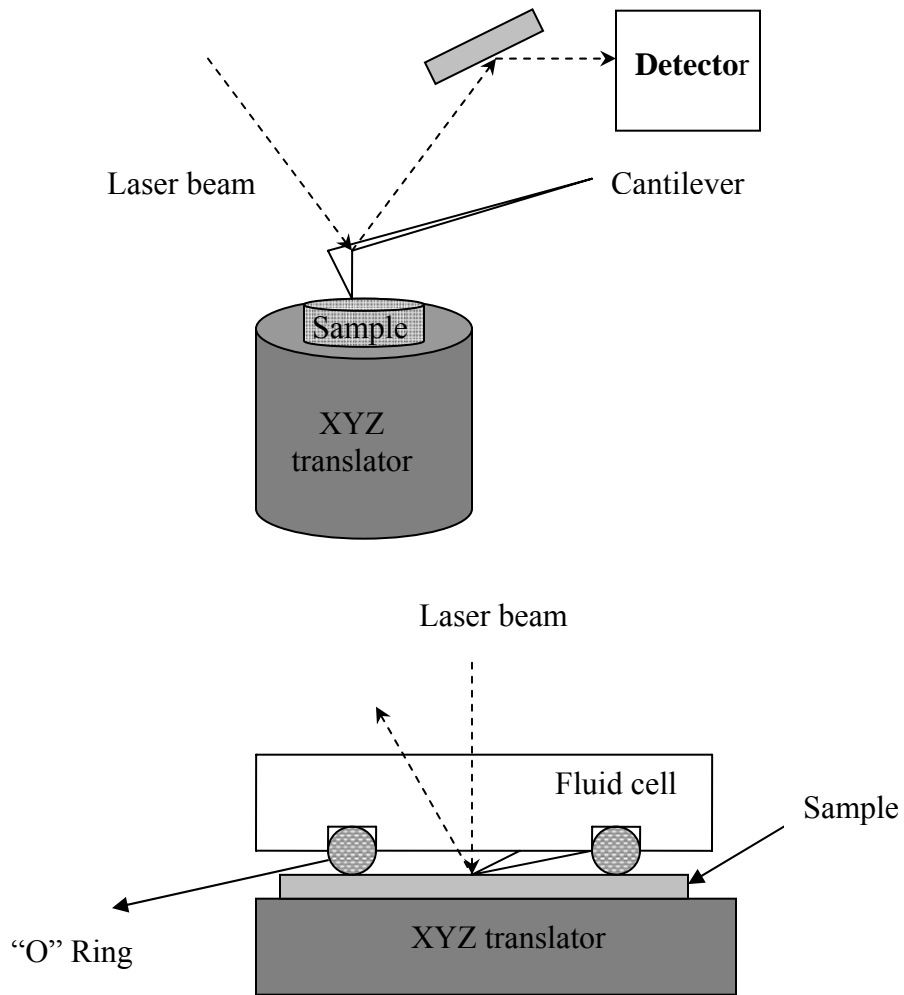 Detector
Laser beam
Cantilever
Sample
XYZ
translator
Laser beam
Fluid cell
Sample
XYZ translator
“O” Ring